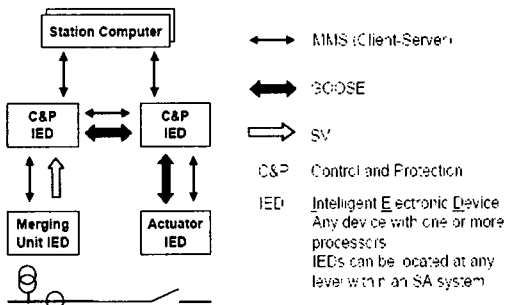 Station Computer
C&P
IED
C&P
IED
Merging
Unit IED
Actuator
IED
MMS (Client-Server)
GOOSE
SV
C&P Control and Protection
IED Intelligent Electronic Device
Any device with one or more
processors
IEDs can be located at any
level within an SA system